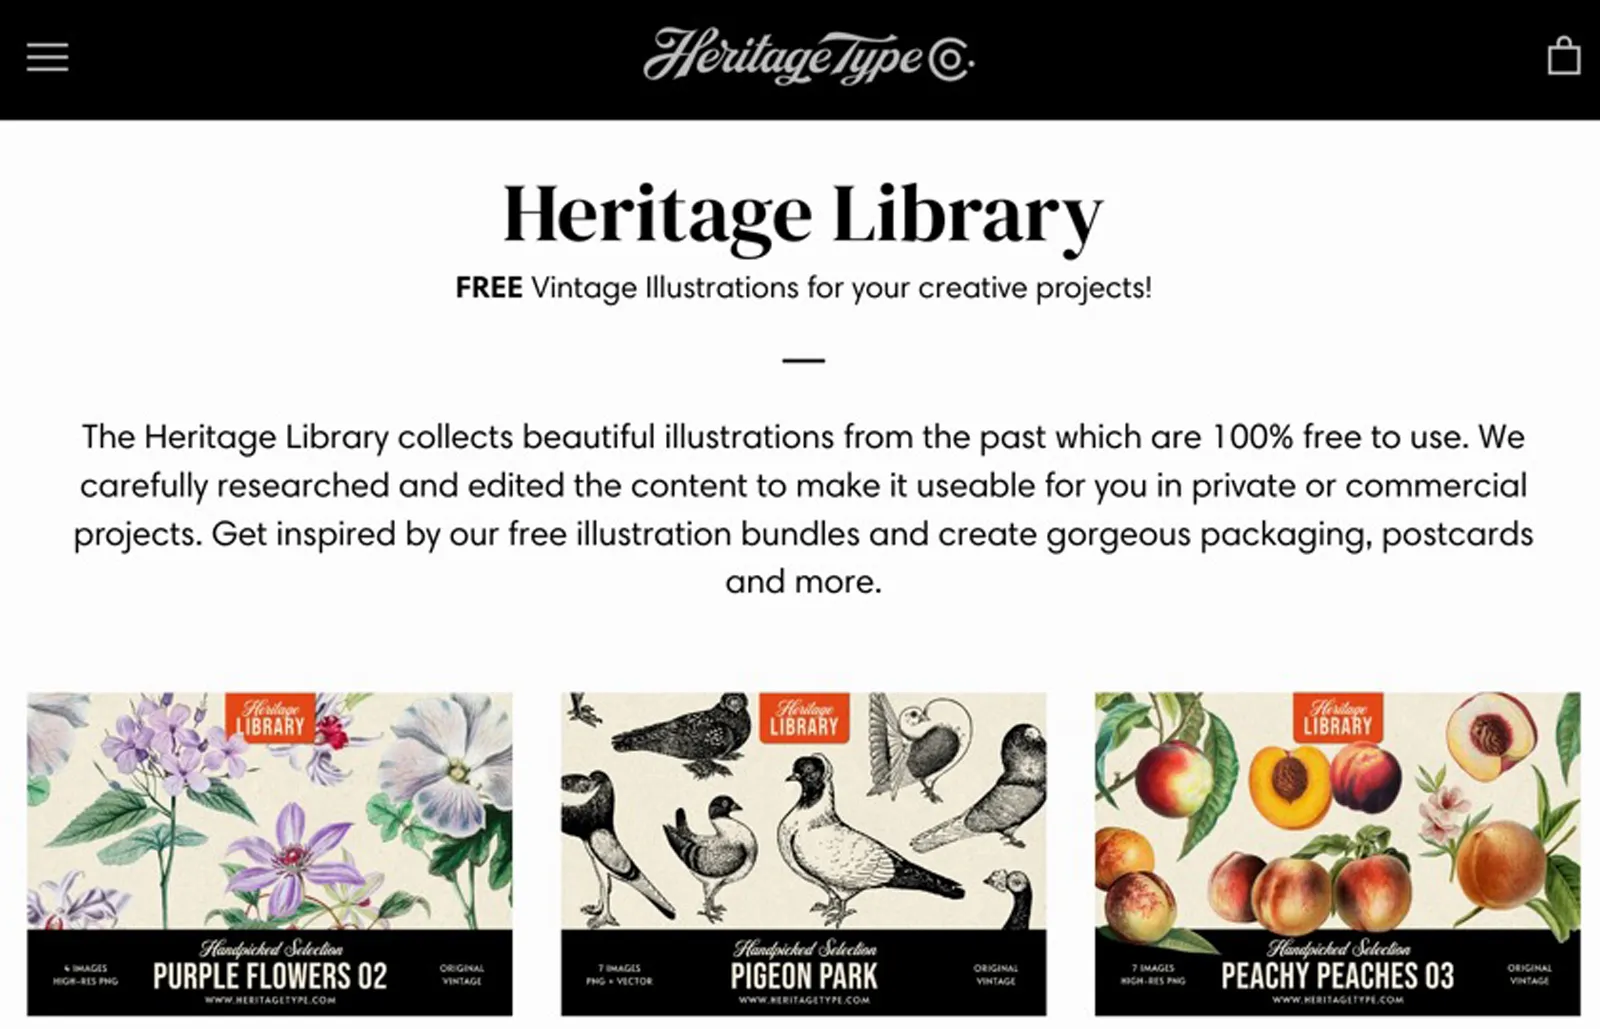 Heritage Type Co.
Heritage Library
FREE Vintage Illustrations for your creative projects!
The Heritage Library collects beautiful illustrations from the past which are 100% free to use. We
carefully researched and edited the content to make it useable for you in private or commercial
projects. Get inspired by our free illustration bundles and create gorgeous packaging, postcards
and more.
Heritage
LIBRARY
Handpicked Selection
4 IMAGES
HIGH-RES PNG
PURPLE FLOWERS 02
ORIGINAL
VINTAGE
WWW.HERITAGETYPE.COM
Heritage
LIBRARY
Handpicked Selection
7 IMAGES
PNG + VECTOR
PIGEON PARK
ORIGINAL
VINTAGE
WWW.HERITAGETYPE.COM
Heritage
LIBRARY
Handpicked Selection
7 IMAGES
HIGH-RES PNG
PEACHY PEACHES 03
ORIGINAL
VINTAGE
WWW.HERITAGETYPE.COM